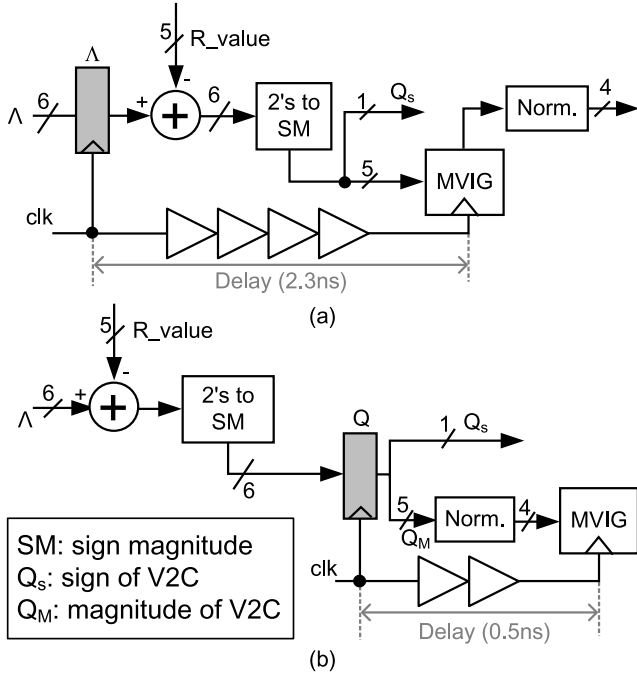 5 R_value
Λ
Λ 6 + - + 6 2's to SM 1 Qs
5 MVIG Norm. 4
clk
Delay (2.3ns)
(a)
5 R_value
Λ 6 + - + 2's to SM
6 Q 1 Qs
5 QM Norm. 4 MVIG
clk
Delay (0.5ns)
SM: sign magnitude
Qs: sign of V2C
QM: magnitude of V2C
(b)